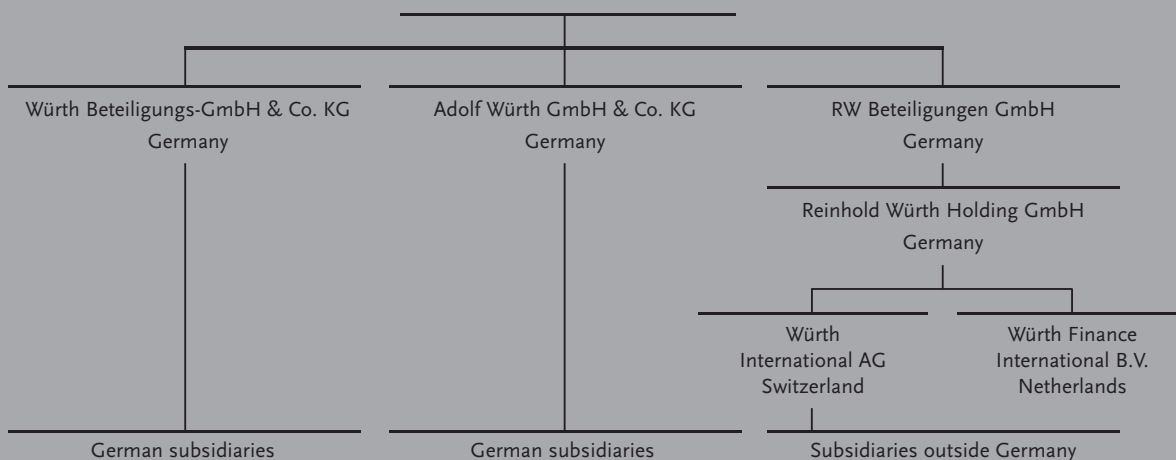 Würth Beteiligungs-GmbH & Co. KG
Germany
Adolf Würth GmbH & Co. KG
Germany
RW Beteiligungen GmbH
Germany
Reinhold Würth Holding GmbH
Germany
Würth
International AG
Switzerland
Würth Finance
International B.V.
Netherlands
German subsidiaries
German subsidiaries
Subsidiaries outside Germany